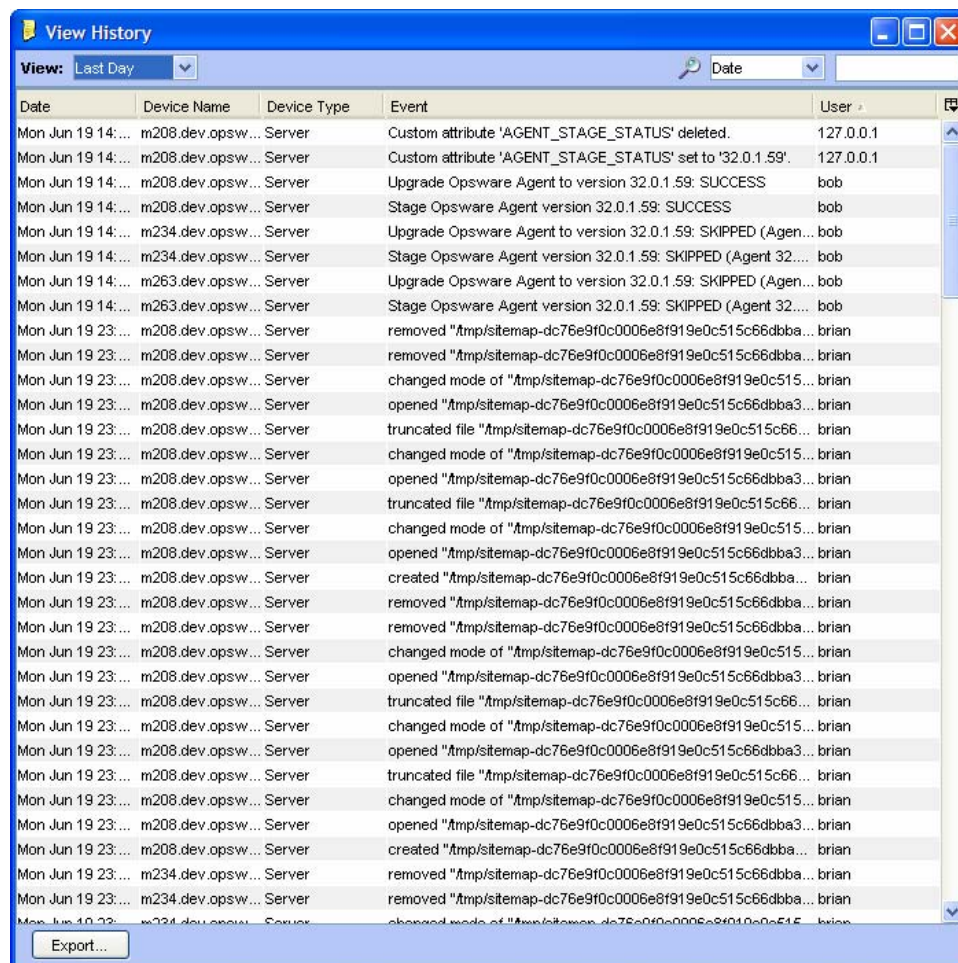 View History
View: Last Day Date
Date Device Name Device Type Event User
Mon Jun 19 14:... m208.dev.opsw... Server Custom attribute 'AGENT_STAGE_STATUS' deleted. 127.0.0.1
Mon Jun 19 14:... m208.dev.opsw... Server Custom attribute 'AGENT_STAGE_STATUS' set to '32.0.1.59'. 127.0.0.1
Mon Jun 19 14:... m208.dev.opsw... Server Upgrade Opsware Agent to version 32.0.1.59: SUCCESS bob
Mon Jun 19 14:... m208.dev.opsw... Server Stage Opsware Agent version 32.0.1.59: SUCCESS bob
Mon Jun 19 14:... m234.dev.opsw... Server Upgrade Opsware Agent to version 32.0.1.59: SKIPPED (Agen... bob
Mon Jun 19 14:... m234.dev.opsw... Server Stage Opsware Agent version 32.0.1.59: SKIPPED (Agent 32.... bob
Mon Jun 19 14:... m263.dev.opsw... Server Upgrade Opsware Agent to version 32.0.1.59: SKIPPED (Agen... bob
Mon Jun 19 14:... m263.dev.opsw... Server Stage Opsware Agent version 32.0.1.59: SKIPPED (Agent 32.... bob
Mon Jun 19 23:... m208.dev.opsw... Server removed "/tmp/sitemap-dc76e9f0c0006e8f919e0c515c66dbba... brian
Mon Jun 19 23:... m208.dev.opsw... Server removed "/tmp/sitemap-dc76e9f0c0006e8f919e0c515c66dbba... brian
Mon Jun 19 23:... m208.dev.opsw... Server changed mode of "/tmp/sitemap-dc76e9f0c0006e8f919e0c515... brian
Mon Jun 19 23:... m208.dev.opsw... Server opened "/tmp/sitemap-dc76e9f0c0006e8f919e0c515c66dbba3... brian
Mon Jun 19 23:... m208.dev.opsw... Server truncated file "/tmp/sitemap-dc76e9f0c0006e8f919e0c515c66... brian
Mon Jun 19 23:... m208.dev.opsw... Server changed mode of "/tmp/sitemap-dc76e9f0c0006e8f919e0c515... brian
Mon Jun 19 23:... m208.dev.opsw... Server opened "/tmp/sitemap-dc76e9f0c0006e8f919e0c515c66dbba3... brian
Mon Jun 19 23:... m208.dev.opsw... Server truncated file "/tmp/sitemap-dc76e9f0c0006e8f919e0c515c66... brian
Mon Jun 19 23:... m208.dev.opsw... Server changed mode of "/tmp/sitemap-dc76e9f0c0006e8f919e0c515... brian
Mon Jun 19 23:... m208.dev.opsw... Server opened "/tmp/sitemap-dc76e9f0c0006e8f919e0c515c66dbba3... brian
Mon Jun 19 23:... m208.dev.opsw... Server created "/tmp/sitemap-dc76e9f0c0006e8f919e0c515c66dbba... brian
Mon Jun 19 23:... m208.dev.opsw... Server removed "/tmp/sitemap-dc76e9f0c0006e8f919e0c515c66dbba... brian
Mon Jun 19 23:... m208.dev.opsw... Server removed "/tmp/sitemap-dc76e9f0c0006e8f919e0c515c66dbba... brian
Mon Jun 19 23:... m208.dev.opsw... Server changed mode of "/tmp/sitemap-dc76e9f0c0006e8f919e0c515... brian
Mon Jun 19 23:... m208.dev.opsw... Server opened "/tmp/sitemap-dc76e9f0c0006e8f919e0c515c66dbba3... brian
Mon Jun 19 23:... m208.dev.opsw... Server truncated file "/tmp/sitemap-dc76e9f0c0006e8f919e0c515c66... brian
Mon Jun 19 23:... m208.dev.opsw... Server changed mode of "/tmp/sitemap-dc76e9f0c0006e8f919e0c515... brian
Mon Jun 19 23:... m208.dev.opsw... Server opened "/tmp/sitemap-dc76e9f0c0006e8f919e0c515c66dbba3... brian
Mon Jun 19 23:... m208.dev.opsw... Server truncated file "/tmp/sitemap-dc76e9f0c0006e8f919e0c515c66... brian
Mon Jun 19 23:... m208.dev.opsw... Server changed mode of "/tmp/sitemap-dc76e9f0c0006e8f919e0c515... brian
Mon Jun 19 23:... m208.dev.opsw... Server opened "/tmp/sitemap-dc76e9f0c0006e8f919e0c515c66dbba3... brian
Mon Jun 19 23:... m208.dev.opsw... Server created "/tmp/sitemap-dc76e9f0c0006e8f919e0c515c66dbba... brian
Mon Jun 19 23:... m234.dev.opsw... Server removed "/tmp/sitemap-dc76e9f0c0006e8f919e0c515c66dbba... brian
Mon Jun 19 23:... m234.dev.opsw... Server removed "/tmp/sitemap-dc76e9f0c0006e8f919e0c515c66dbba... brian
Mon Jun 19 23:... m234.dev.opsw... Server changed mode of "/tmp/sitemap-dc76e9f0c0006e8f919e0c515... brian
Export...